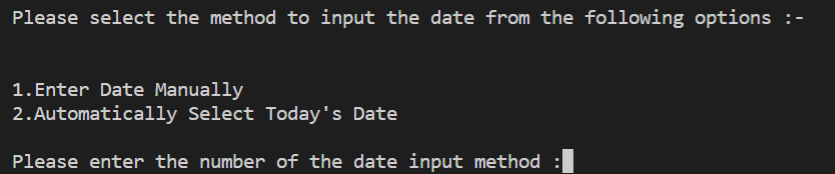 Please select the method to input the date from the following options :-
1.Enter Date Manually
2.Automatically Select Today's Date
Please enter the number of the date input method :